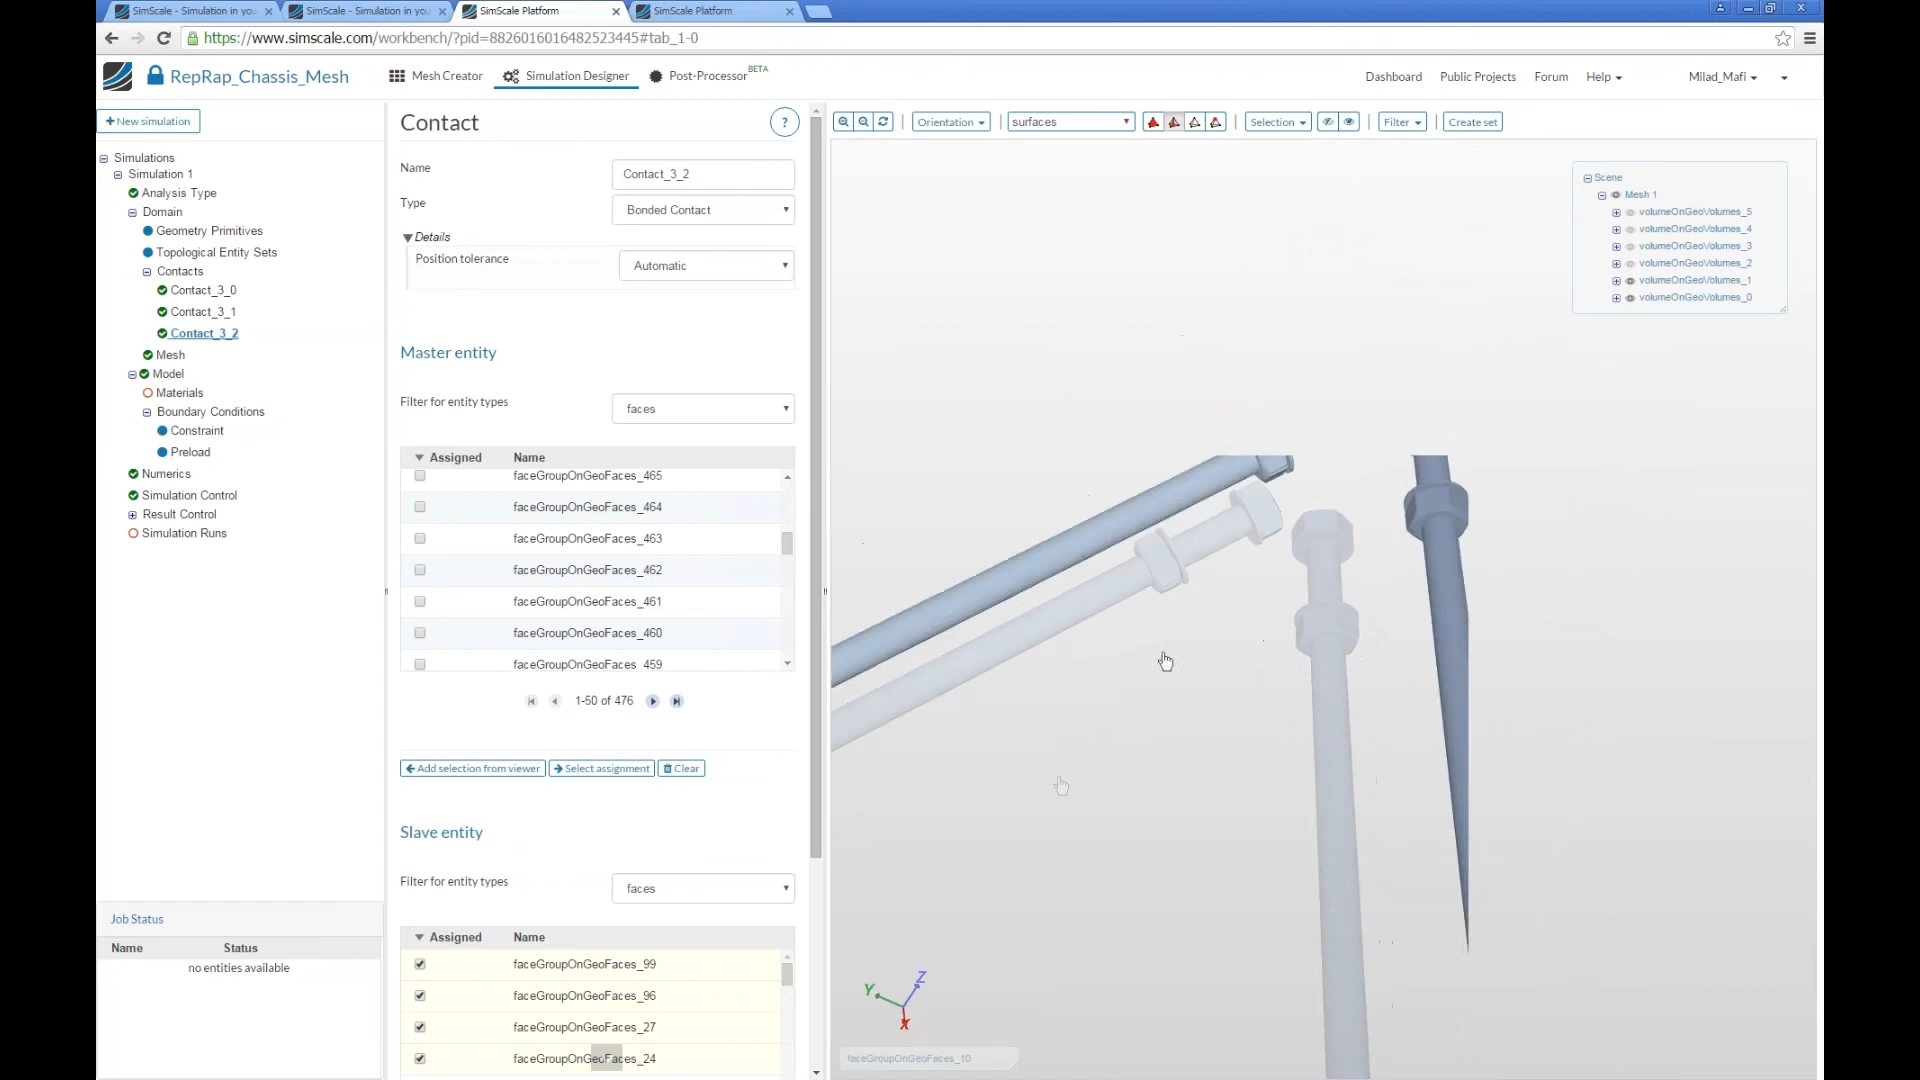 SimScale - Simulation in you
SimScale - Simulation in you
SimScale Platform
SimScale Platform
https://www.simscale.com/workbench/?pid=8826016016482523445#tab_1-0
RepRap_Chassis_Mesh
Mesh Creator
Simulation Designer
Post-Processor BETA
Dashboard
Public Projects
Forum
Help
Milad_Mafi
New simulation
Simulations
Simulation 1
Analysis Type
Domain
Geometry Primitives
Topological Entity Sets
Contacts
Contact_3_0
Contact_3_1
Contact_3_2
Mesh
Model
Materials
Boundary Conditions
Constraint
Preload
Numerics
Simulation Control
Result Control
Simulation Runs
Job Status
Name Status
no entities available
Contact
?
Name Contact_3_2
Type Bonded Contact
Details
Position tolerance Automatic
Master entity
Filter for entity types faces
Assigned Name
faceGroupOnGeoFaces_465
faceGroupOnGeoFaces_464
faceGroupOnGeoFaces_463
faceGroupOnGeoFaces_462
faceGroupOnGeoFaces_461
faceGroupOnGeoFaces_460
faceGroupOnGeoFaces_459
1-50 of 476
Add selection from viewer Select assignment Clear
Slave entity
Filter for entity types faces
Assigned Name
faceGroupOnGeoFaces_99
faceGroupOnGeoFaces_96
faceGroupOnGeoFaces_27
faceGroupOnGeoFaces_24
Orientation surfaces Selection Filter Create set
Scene
Mesh 1
volumeOnGeoVolumes_5
volumeOnGeoVolumes_4
volumeOnGeoVolumes_3
volumeOnGeoVolumes_2
volumeOnGeoVolumes_1
volumeOnGeoVolumes_0
Z
Y
X
faceGroupOnGeoFaces_10